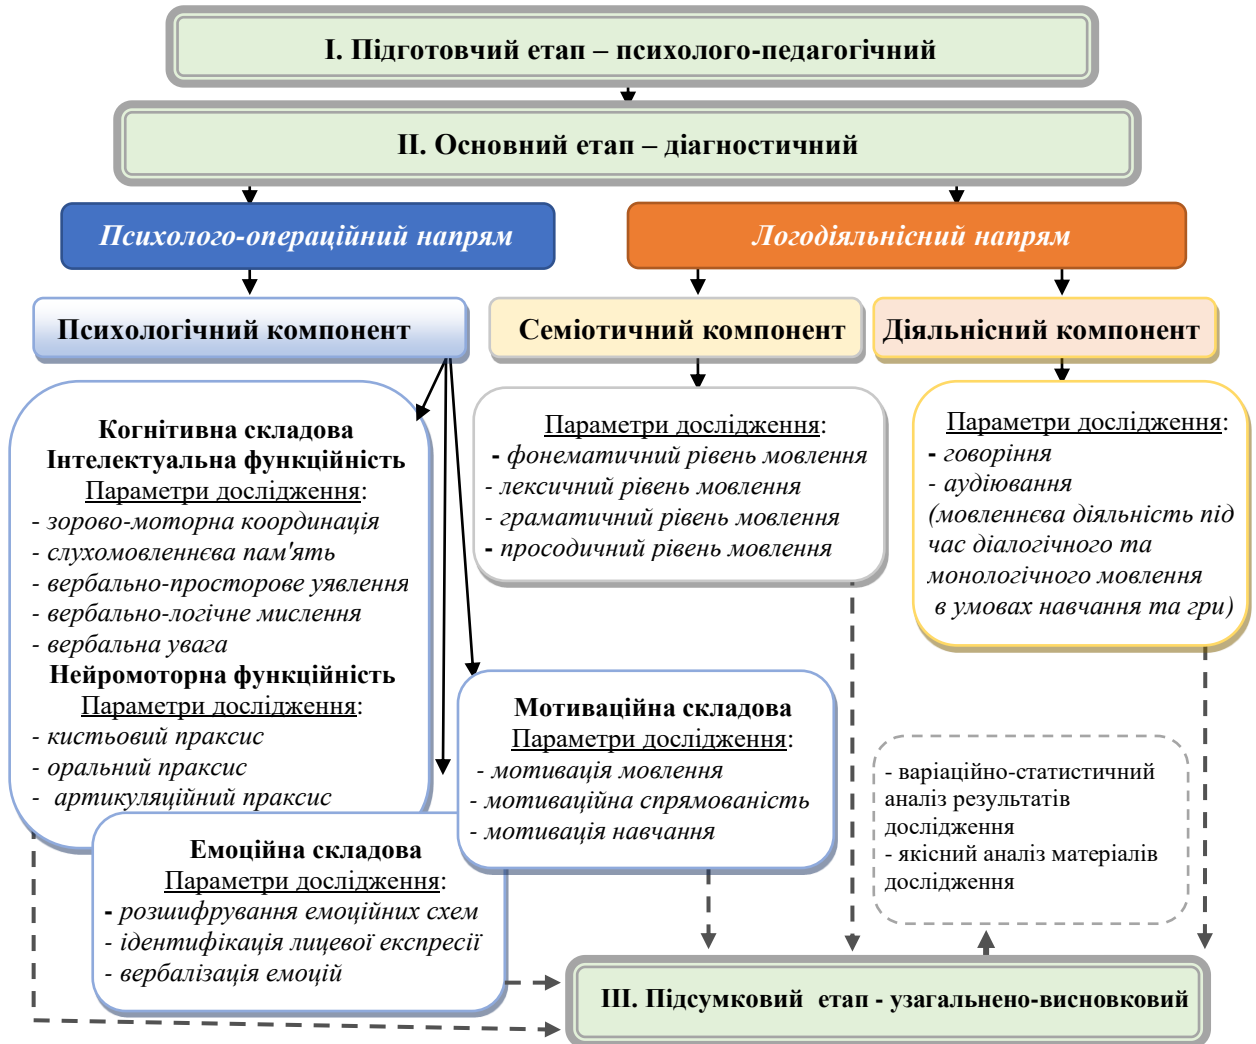 І. Підготовчий етап – психолого-педагогічний
ІІ. Основний етап – діагностичний
Психолого-операційний напрям
Логодіяльнісний напрям
Психологічний компонент
Семіотичний компонент
Діяльнісний компонент
Когнітивна складова
Інтелектуальна функційність
Параметри дослідження:
- зорово-моторна координація
- слухомовленнєва пам'ять
- вербально-просторове уявлення
- вербально-логічне мислення
- вербальна увага
Нейромоторна функційність
Параметри дослідження:
- кистьовий праксис
- оральний праксис
- артикуляційний праксис
Параметри дослідження:
- фонематичний рівень мовлення
- лексичний рівень мовлення
- граматичний рівень мовлення
- просодичний рівень мовлення
Параметри дослідження:
- говоріння
- аудіювання
(мовленнєва діяльність під
час діалогічного та
монологічного мовлення
в умовах навчання та гри)
Мотиваційна складова
Параметри дослідження:
- мотивація мовлення
- мотиваційна спрямованість
- мотивація навчання
Емоційна складова
Параметри дослідження:
- розшифрування емоційних схем
- ідентифікація лицевої експресії
- вербалізація емоцій
- варіаційно-статистичний
аналіз результатів
дослідження
- якісний аналіз матеріалів
дослідження
ІІІ. Підсумковий етап - узагальнено-висновковий